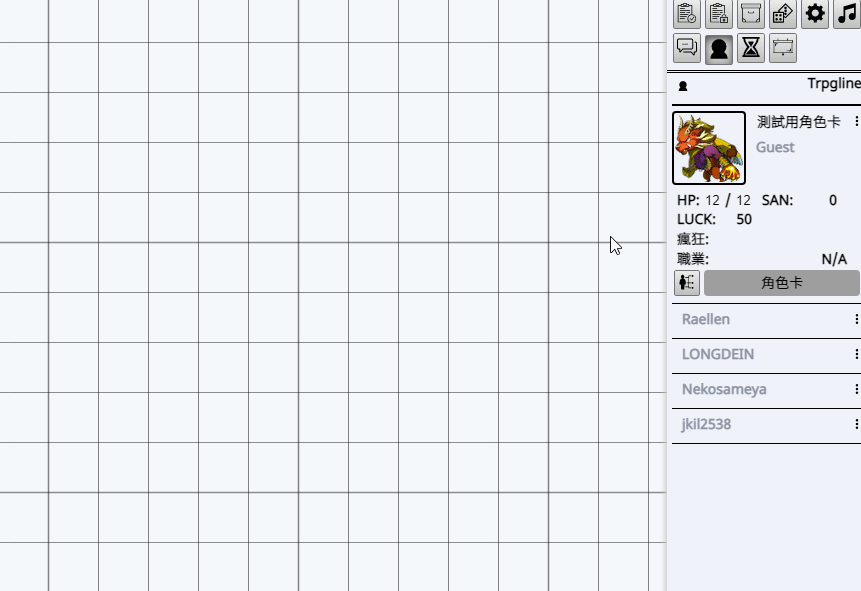 Trpgline
測試用角色卡
Guest
HP: 12 / 12 SAN: 0
LUCK: 50
瘋狂:
職業: N/A
角色卡
Raellen
LONGDEIN
Nekosameya
jkil2538